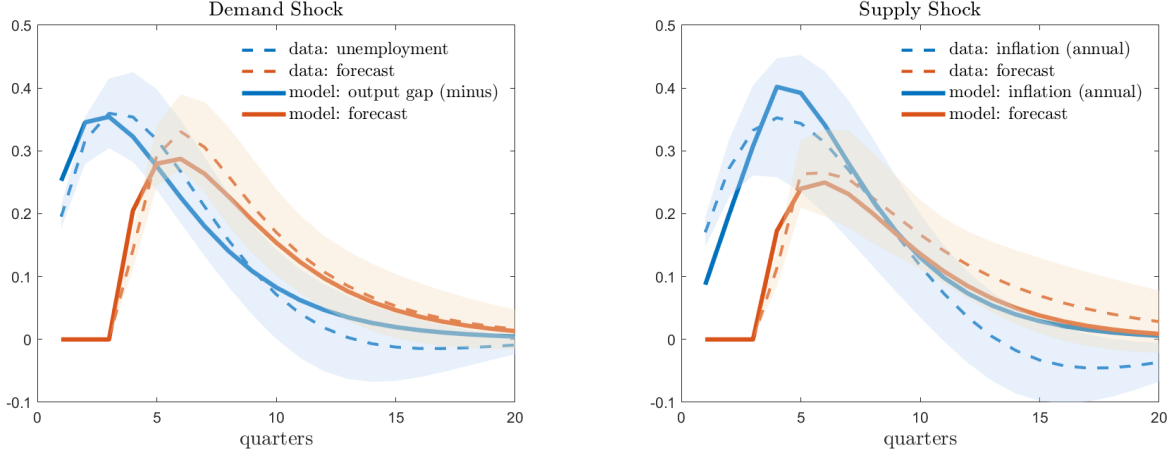 Demand Shock
0.5
0.4
0.3
0.2
0.1
0
-0.1
0
5
10
15
20
quarters
data: unemployment
data: forecast
model: output gap (minus)
model: forecast
Supply Shock
0.5
0.4
0.3
0.2
0.1
0
-0.1
0
5
10
15
20
quarters
data: inflation (annual)
data: forecast
model: inflation (annual)
model: forecast